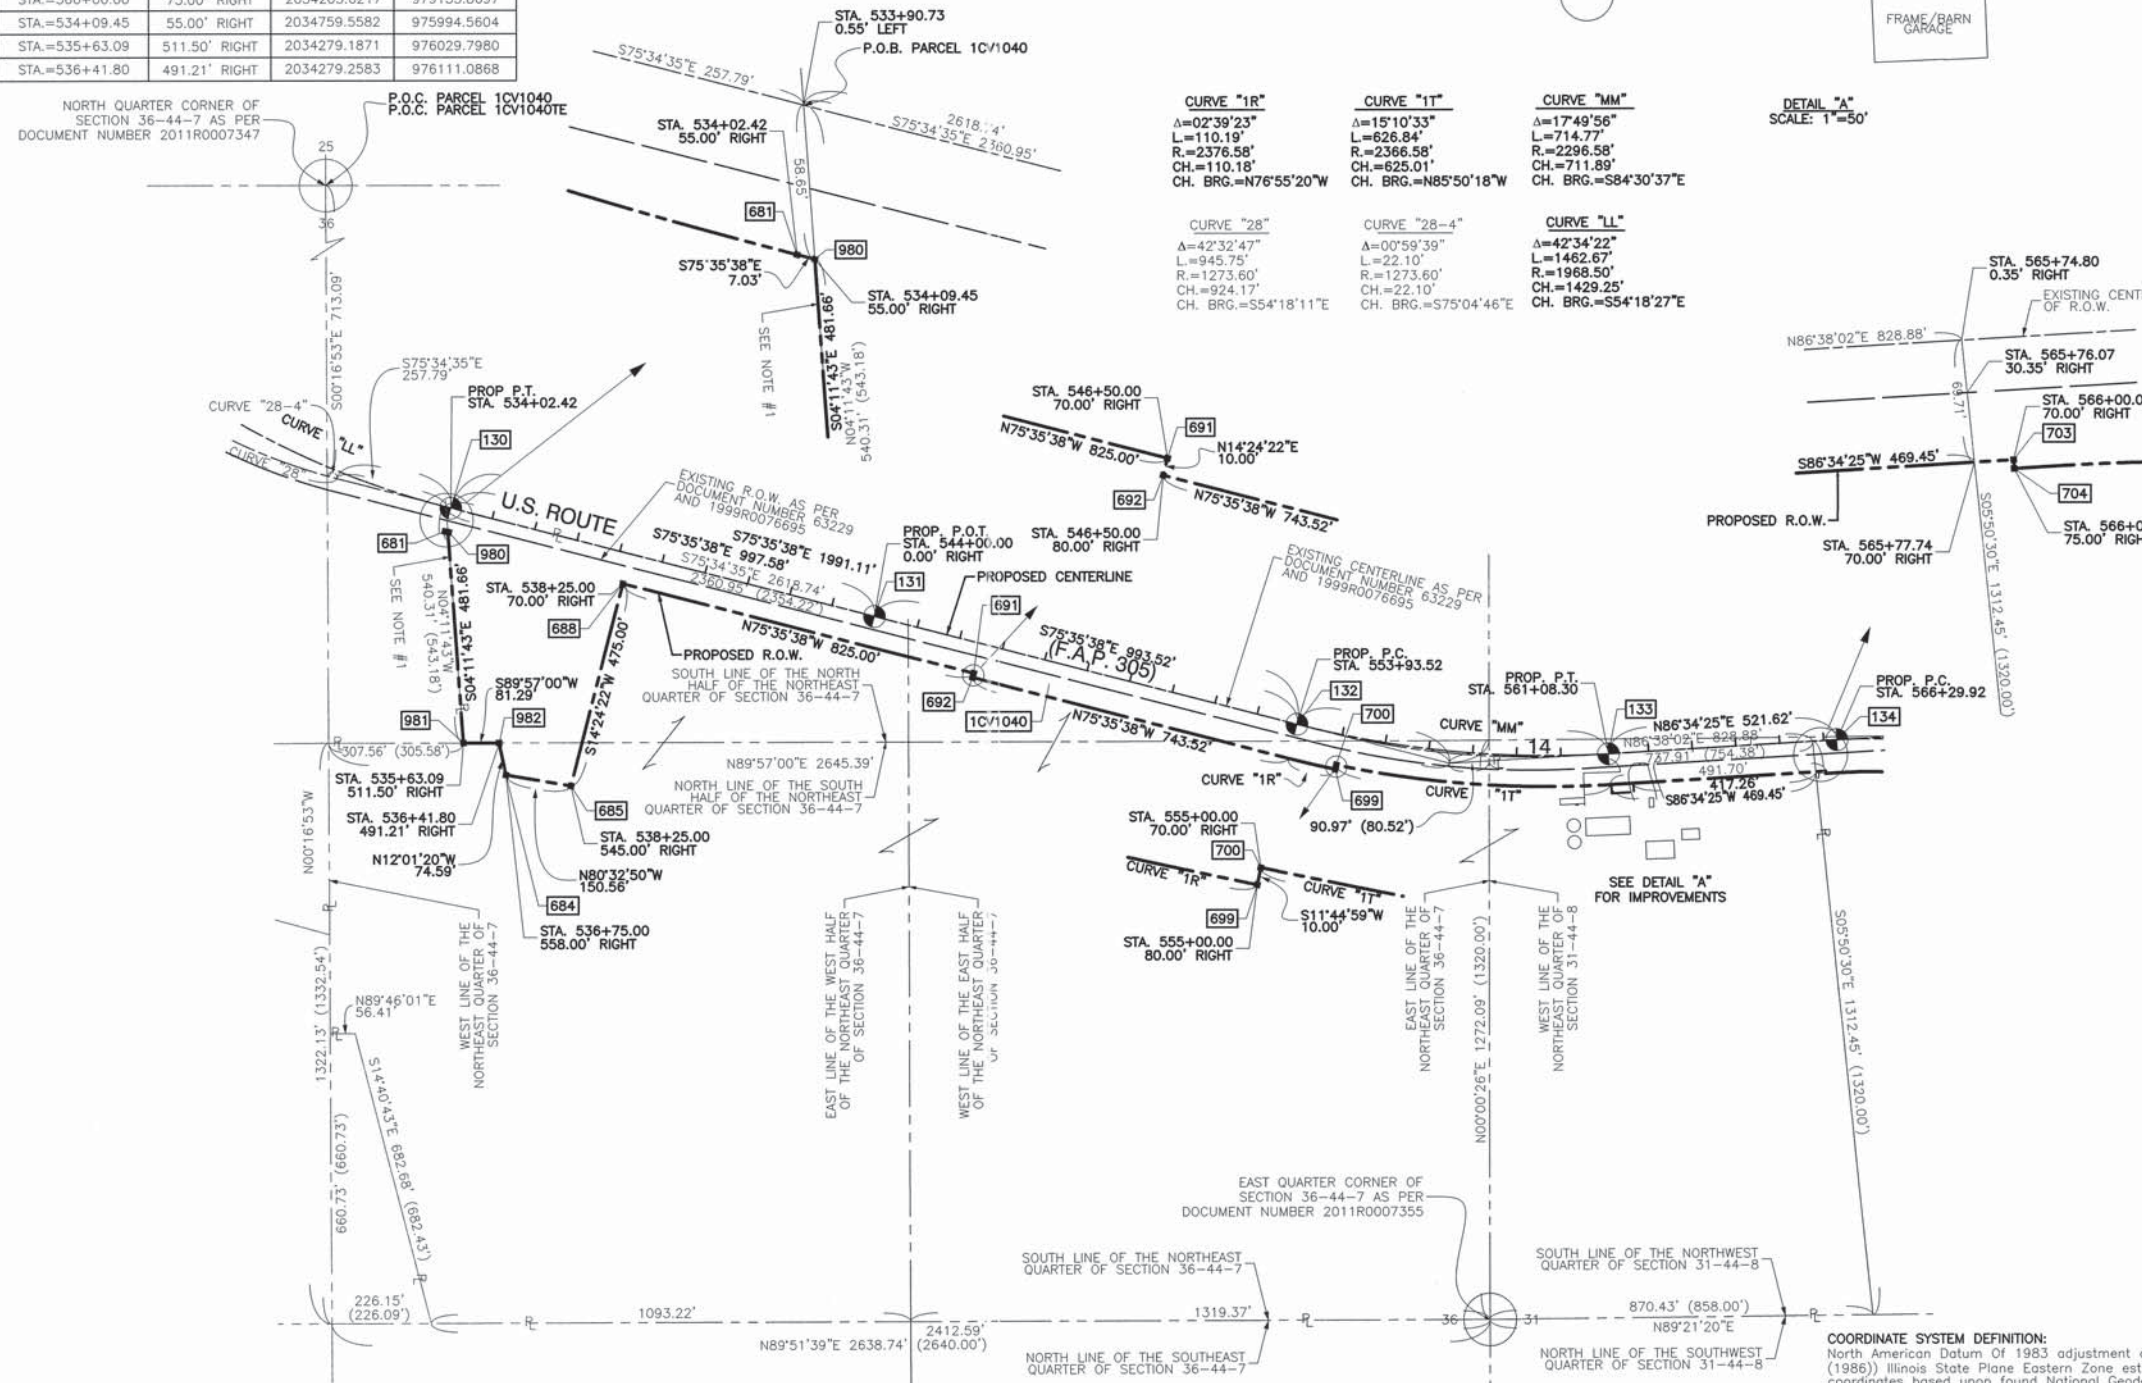 STA.=534+09.45 55.00' RIGHT 2034759.5582 975994.5604
STA.=535+63.09 511.50' RIGHT 2034279.1871 976029.7980
STA.=536+41.80 491.21' RIGHT 2034279.2583 976111.0868
NORTH QUARTER CORNER OF
SECTION 36-44-7 AS PER
DOCUMENT NUMBER 2011R0007347
P.O.C. PARCEL 1CV1040
P.O.C. PARCEL 1CV1040TE
25
36
STA. 533+90.73
0.55' LEFT
P.O.B. PARCEL 1CV1040
S75°34'35"E 257.79'
S75°34'35"E 2360.95'
STA. 534+02.42
55.00' RIGHT
58.65'
681
980
S75°35'38"E
7.03'
STA. 534+09.45
55.00' RIGHT
SEE NOTE #1
S04°11'43"E 481.66'
N04°11'43"W
540.31' (543.18')
CURVE "1R"
Δ=02°39'23"
L.=110.19'
R.=2376.58'
CH.=110.18'
CH. BRG.=N76°55'20"W
CURVE "1T"
Δ=15°10'33"
L.=626.84'
R.=2366.58'
CH.=625.01'
CH. BRG.=N85°50'18"W
CURVE "MM"
Δ=17°49'56"
L.=714.77'
R.=2296.58'
CH.=711.89'
CH. BRG.=S84°30'37"E
CURVE "28"
Δ=42°32'47"
L.=945.75'
R.=1273.60'
CH.=924.17'
CH. BRG.=S54°18'11"E
CURVE "28-4"
Δ=00°59'39"
L.=22.10'
R.=1273.60'
CH.=22.10'
CH. BRG.=S75°04'46"E
CURVE "LL"
Δ=42°34'22"
L.=1462.67'
R.=1968.50'
CH.=1429.25'
CH. BRG.=S54°18'27"E
FRAME/BARN
GARAGE
DETAIL "A"
SCALE: 1"=50'
STA. 565+74.80
0.35' RIGHT
OF R.O.W.
N86°38'02"E 828.88'
STA. 565+76.07
30.35' RIGHT
69.71'
70.00' RIGHT
703
S86°34'25"W 469.45'
704
PROPOSED R.O.W.
STA. 565+77.74
70.00' RIGHT
S05°50'30"E 1312.45' (1320.00')
S00°16'53"E 713.09'
S75°34'35"E
257.79'
PROP P.T.
STA. 534+02.42
CURVE "28-4"
CURVE "LL"
CURVE "28"
130
U.S. ROUTE
EXISTING R.O.W. AS PER
DOCUMENT NUMBER 63229
AND 1999R0076695
S75°35'38"E 1991.11'
S75°35'38"E 997.58'
S75°34'35"E 2618.74'
2360.95' (2354.22')
681
980
SEE NOTE #1
540.31' (543.18')
N04°11'43"W
S04°11'43"E 481.66'
STA. 538+25.00
70.00' RIGHT
688
N75°35'38"W 825.00'
PROPOSED R.O.W.
S14°24'22"W 475.00'
PROP. P.O.T.
STA. 544+00.00
0.00' RIGHT
131
PROPOSED CENTERLINE
STA. 546+50.00
70.00' RIGHT
691
N75°35'38"W 825.00'
N14°24'22"E
10.00'
692
N75°35'38"W 743.52'
STA. 546+50.00
80.00' RIGHT
EXISTING CENTERLINE AS PER
DOCUMENT NUMBER 63229
AND 1999R0076695
691
S75°35'38"E 993.52'
(F.A.P. 305)
692
1CV1040
N75°35'38"W 743.52'
PROP. P.C.
STA. 553+93.52
132
700
CURVE "MM"
PROP. P.T.
STA. 561+08.30
133
14
N86°34'25"E 521.62'
N86°38'02"E 828.88'
737.91' (754.38')
491.70'
417.26'
S86°34'25"W 469.45'
PROP. P.C.
STA. 566+29.92
134
CURVE "1R"
CURVE "1T"
699
90.97' (80.52')
SOUTH LINE OF THE NORTH
HALF OF THE NORTHEAST
QUARTER OF SECTION 36-44-7
N89°57'00"E 2645.39'
NORTH LINE OF THE SOUTH
HALF OF THE NORTHEAST
QUARTER OF SECTION 36-44-7
S89°57'00"W
81.29'
981
982
307.56' (305.58')
STA. 535+63.09
511.50' RIGHT
STA. 536+41.80
491.21' RIGHT
N12°01'20"W
74.59'
685
STA. 538+25.00
545.00' RIGHT
N80°32'50"W
150.56'
684
STA. 536+75.00
558.00' RIGHT
STA. 555+00.00
70.00' RIGHT
700
CURVE "1R"
CURVE "1T"
699
S11°44'59"W
10.00'
STA. 555+00.00
80.00' RIGHT
SEE DETAIL "A"
FOR IMPROVEMENTS
N00°16'53"W
1322.13' (1332.54')
WEST LINE OF THE
NORTHEAST QUARTER OF
SECTION 36-44-7
EAST LINE OF THE WEST HALF
OF THE NORTHEAST QUARTER
OF SECTION 36-44-7
WEST LINE OF THE EAST HALF
OF THE NORTHEAST QUARTER
OF SECTION 36-44-7
EAST LINE OF THE
NORTHEAST QUARTER OF
SECTION 36-44-7
N00°00'26"E 1272.09' (1320.00')
WEST LINE OF THE
NORTHEAST QUARTER OF
SECTION 31-44-8
S05°50'30"E 1312.45' (1320.00')
N89°46'01"E
56.41'
S14°40'43"E 682.68' (682.43')
660.73' (660.73')
EAST QUARTER CORNER OF
SECTION 36-44-7 AS PER
DOCUMENT NUMBER 2011R0007355
226.15'
(226.09')
1093.22'
2412.59'
N89°51'39"E 2638.74' (2640.00')
SOUTH LINE OF THE NORTHEAST
QUARTER OF SECTION 36-44-7
1319.37'
NORTH LINE OF THE SOUTHEAST
QUARTER OF SECTION 36-44-7
36
31
SOUTH LINE OF THE NORTHWEST
QUARTER OF SECTION 31-44-8
870.43' (858.00')
N89°21'20"E
NORTH LINE OF THE SOUTHWEST
QUARTER OF SECTION 31-44-8
COORDINATE SYSTEM DEFINITION:
North American Datum Of 1983 adjustment
(1986)) Illinois State Plane Eastern Zone
coordinates based upon found National